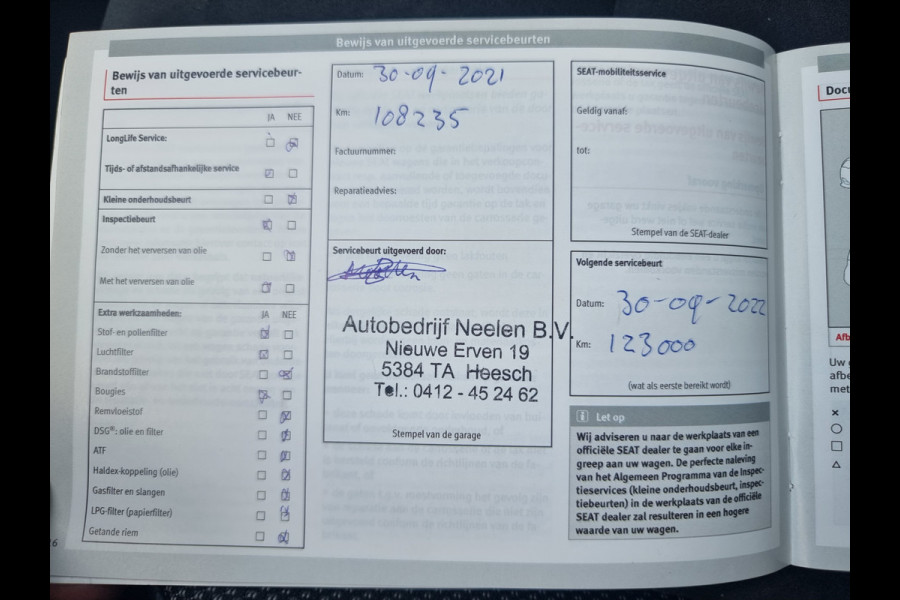 Bewijs van uitgevoerde servicebeurten
Bewijs van uitgevoerde servicebeur-
ten
JA NEE
LongLife Service:
Tijds- of afstandsafhankelijke service
Kleine onderhoudsbeurt
Inspectiebeurt
Zonder het verversen van olie
Met het verversen van olie
Extra werkzaamheden: JA NEE
Stof- en pollenfilter
Luchtfilter
Brandstoffilter
Bougies
Remvloeistof
DSG®: olie en filter
ATF
Haldex-koppeling (olie)
Gasfilter en slangen
LPG-filter (papierfilter)
Getande riem
6
Datum: 30-09-2021
Km: 108235
Factuurnummer:
Reparatieadvies:
Servicebeurt uitgevoerd door:
Autobedrijf Neelen B.V.
Nieuwe Erven 19
5384 TA Heesch
Tel.: 0412 - 45 24 62
Stempel van de garage
SEAT-mobiliteitsservice
Geldig vanaf:
tot:
Stempel van de SEAT-dealer
Volgende servicebeurt
Datum: 30-09-2022
Km: 123000
(wat als eerste bereikt wordt)
Let op
Wij adviseren u naar de werkplaats van een
officiële SEAT dealer te gaan voor elke in-
greep aan uw wagen. De perfecte naleving
van het Algemeen Programma van de Inspec-
tieservices (kleine onderhoudsbeurt, inspec-
tiebeurten) in de werkplaats van de officiële
SEAT dealer zal resulteren in een hogere
waarde van uw wagen.
Docu
Afb
Uw
afbe
met